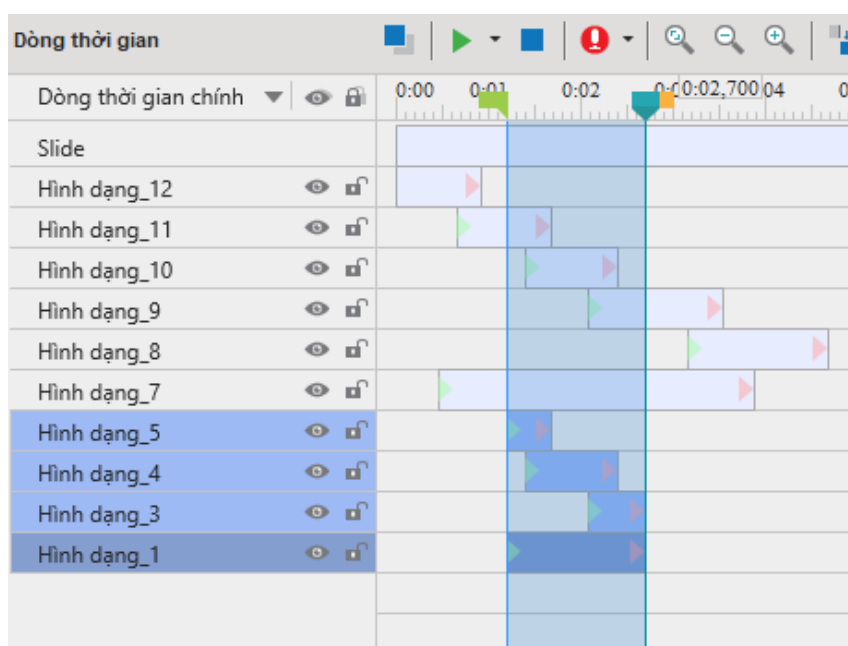 Dòng thời gian
Dòng thời gian chính 0:00 0:01 0:02 0:02,700 04
Slide
Hình dạng_12
Hình dạng_11
Hình dạng_10
Hình dạng_9
Hình dạng_8
Hình dạng_7
Hình dạng_5
Hình dạng_4
Hình dạng_3
Hình dạng_1